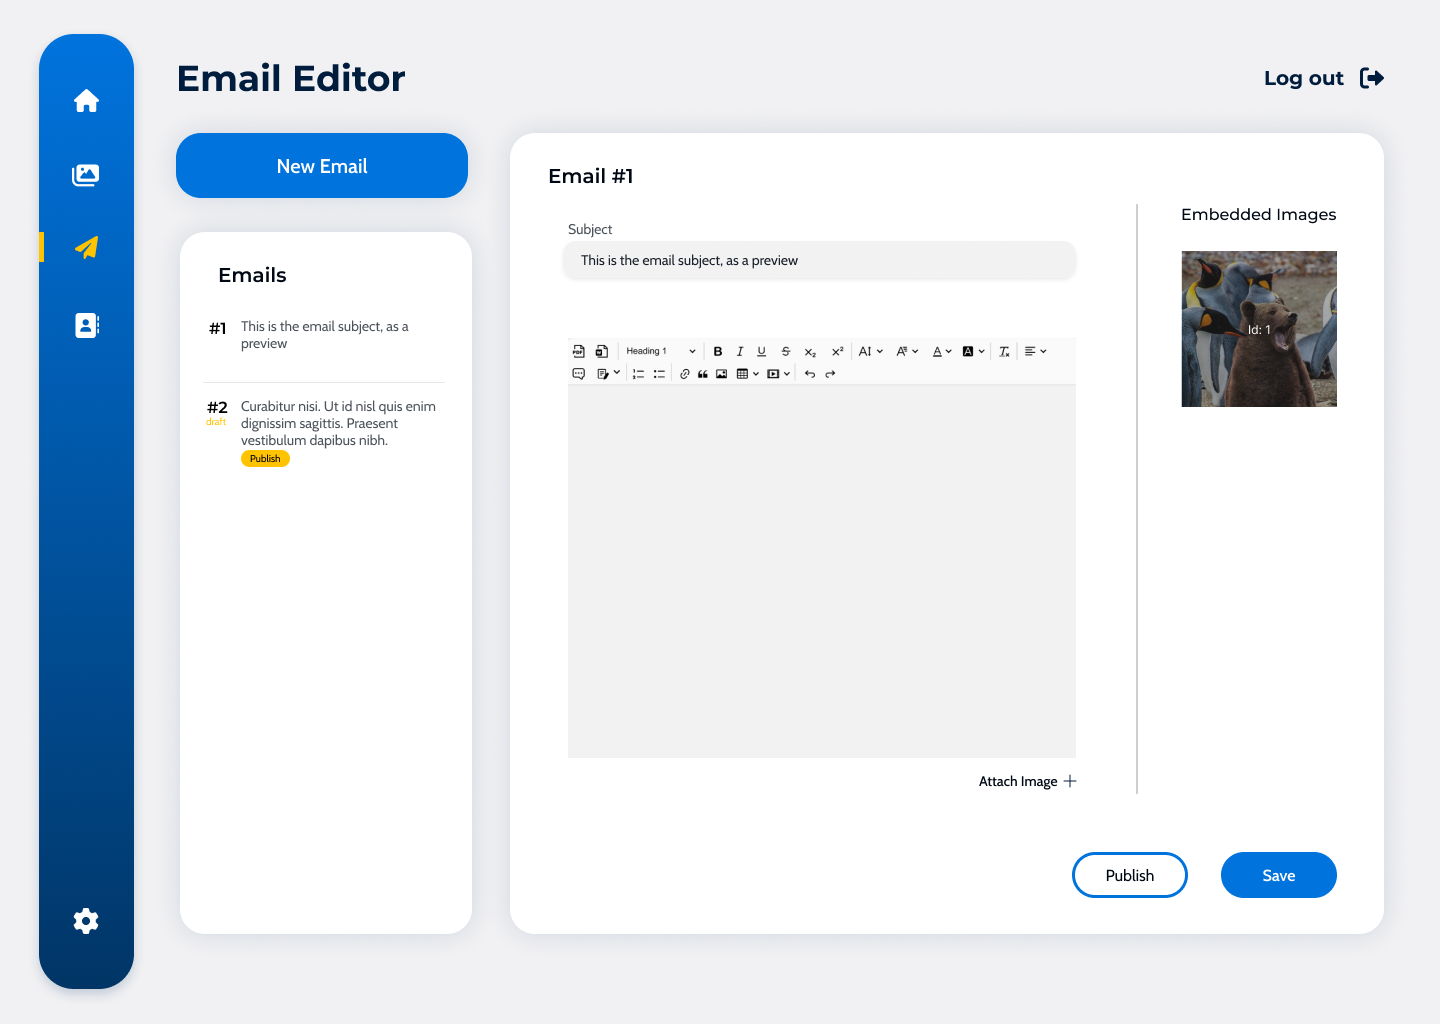 Email Editor
Log out
New Email
Emails
#1
This is the email subject, as a
preview
#2
draft
Curabitur nisi. Ut id nisl quis enim
dignissim sagittis. Praesent
vestibulum dapibus nibh.
Publish
Email #1
Subject
This is the email subject, as a preview
Heading 1
Attach Image
Embedded Images
Id: 1
Publish
Save